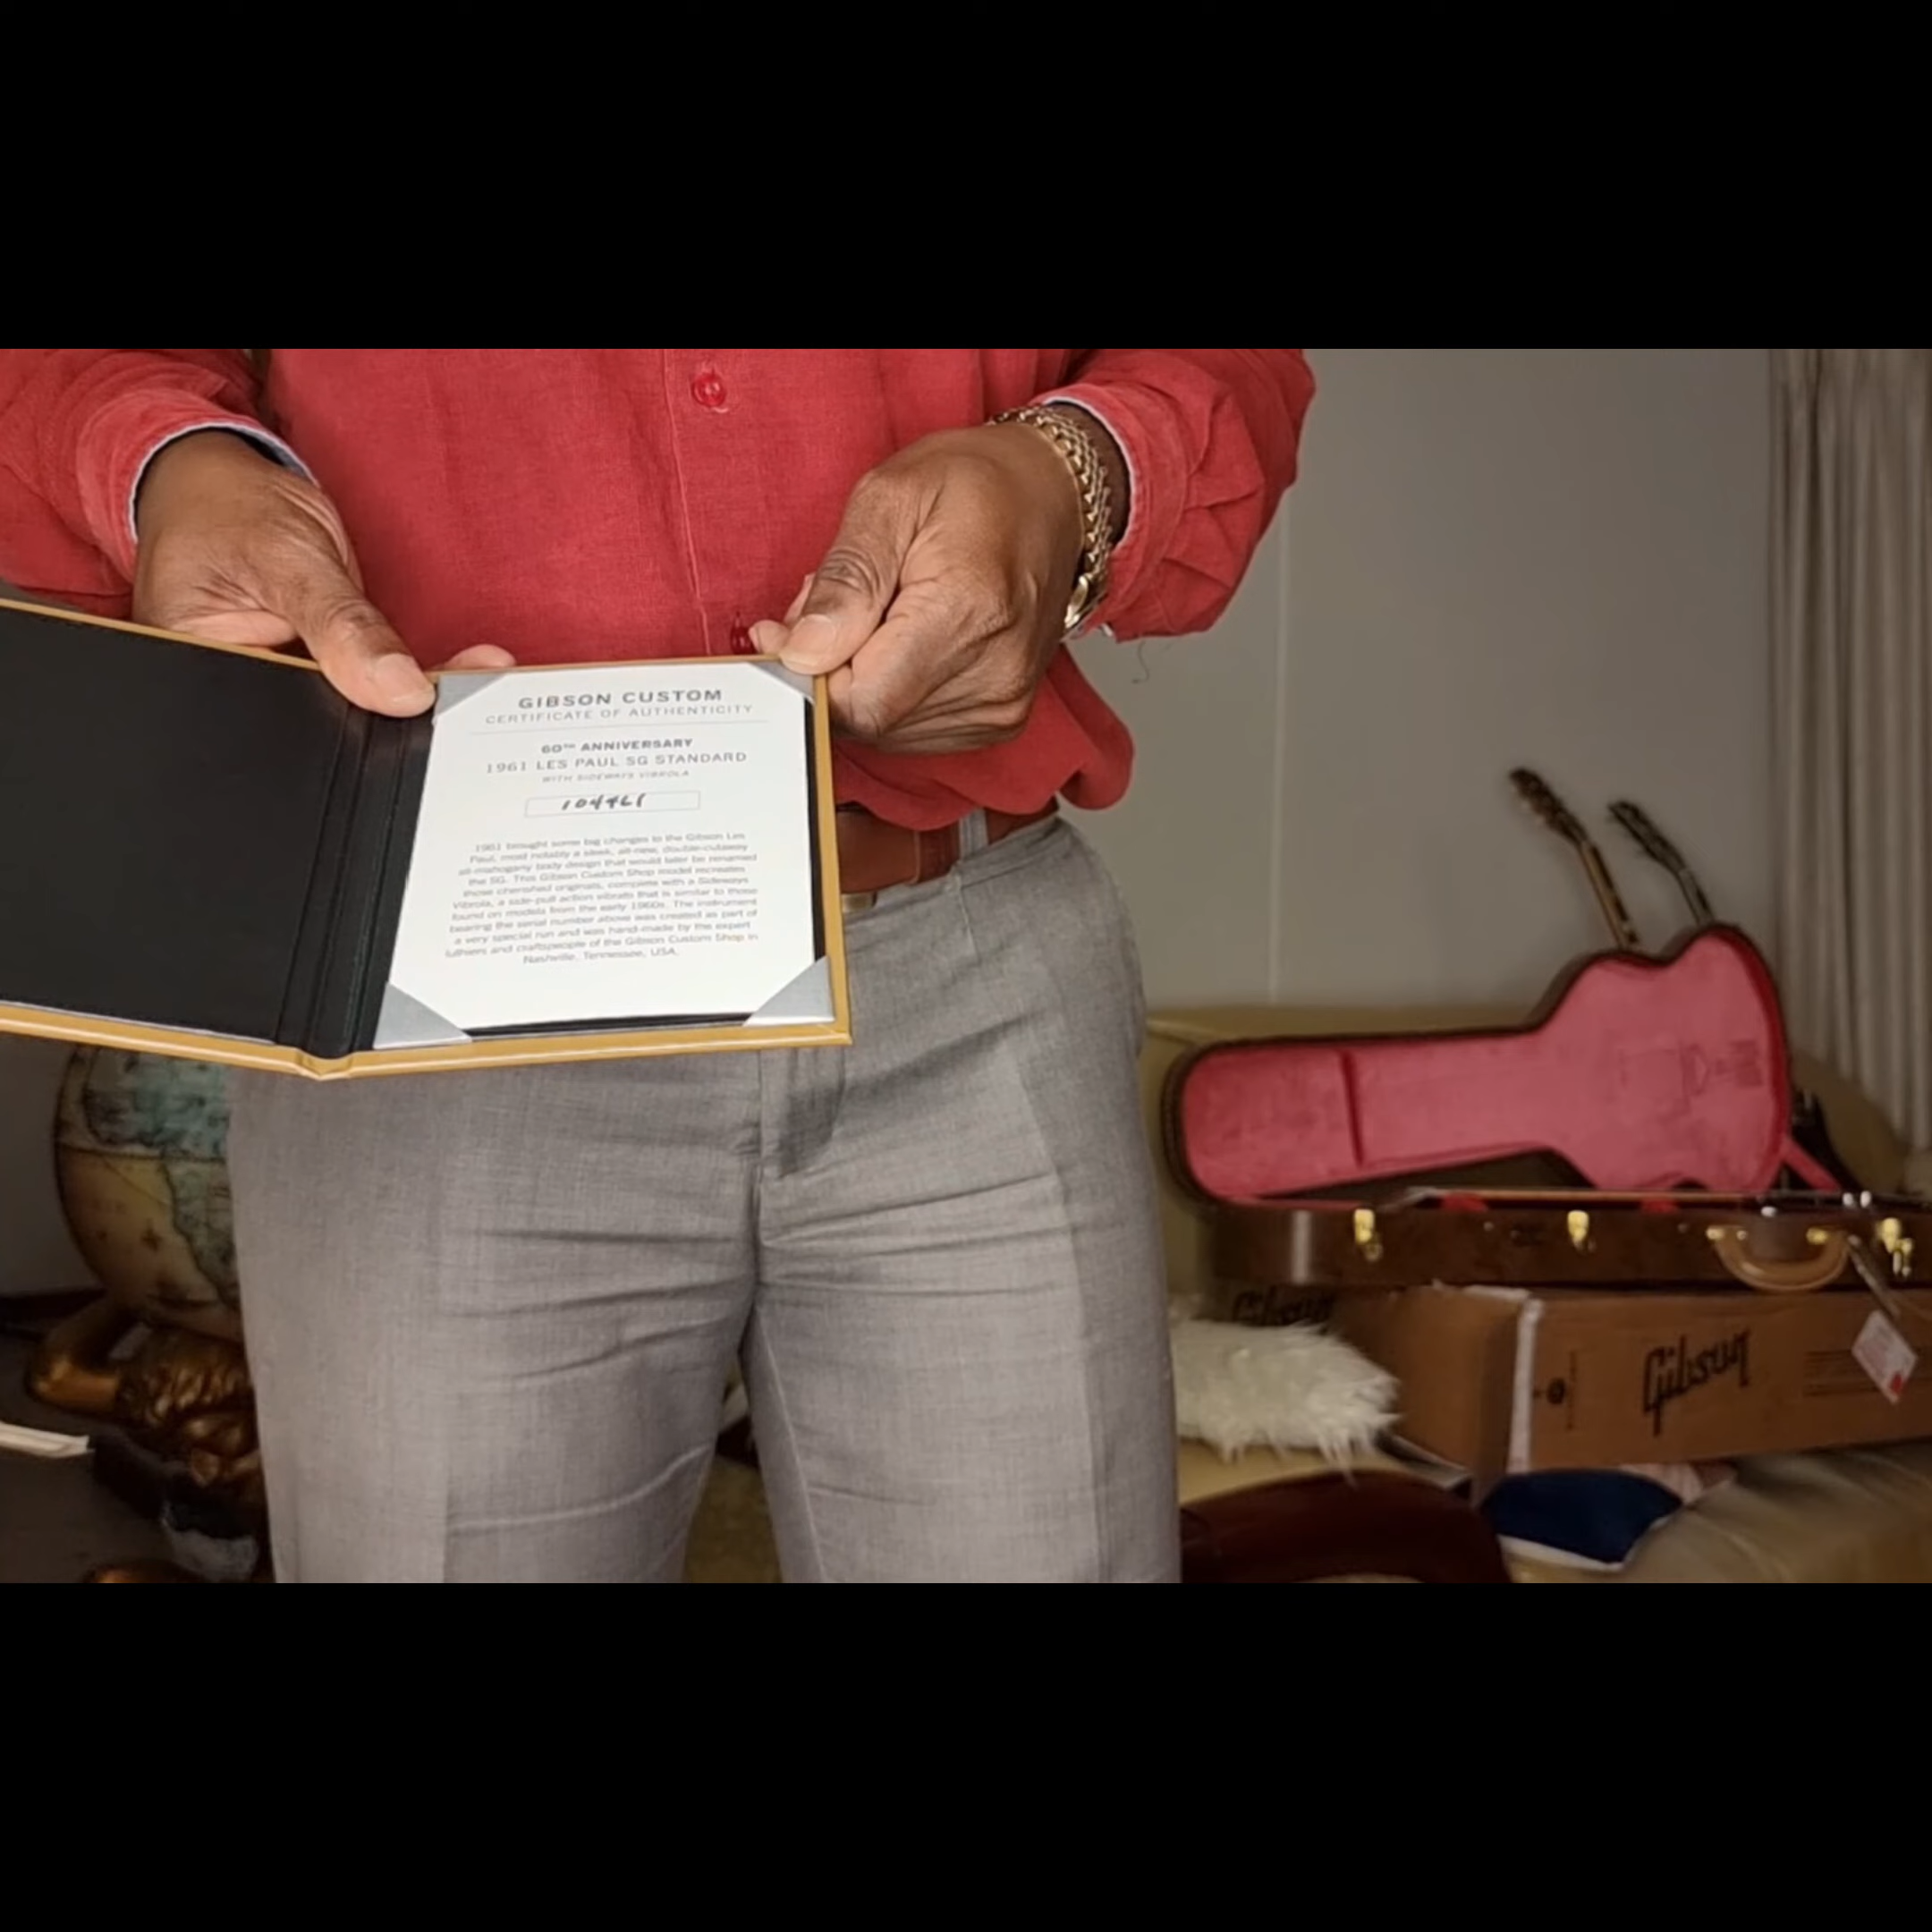 GIBSON CUSTOM
CERTIFICATE OF AUTHENTICITY
60TH ANNIVERSARY
1961 LES PAUL SG STANDARD
WITH SIDEWAYS VIBROLA
104461
1961 brought some big changes to the Gibson Les
Paul, most notably a sleek, all-new, double-cutaway
all-mahogany body design that would later be renamed
the SG. This Gibson Custom Shop model recreates
those cherished originals, complete with a Sideways
Vibrola, a side-pull action vibrato that is similar to those
found on models from the early 1960s. The instrument
bearing the serial number above was created as part of
a very special run and was hand-made by the expert
luthiers and craftspeople of the Gibson Custom Shop in
Nashville, Tennessee, USA.
Gibson
Gibson